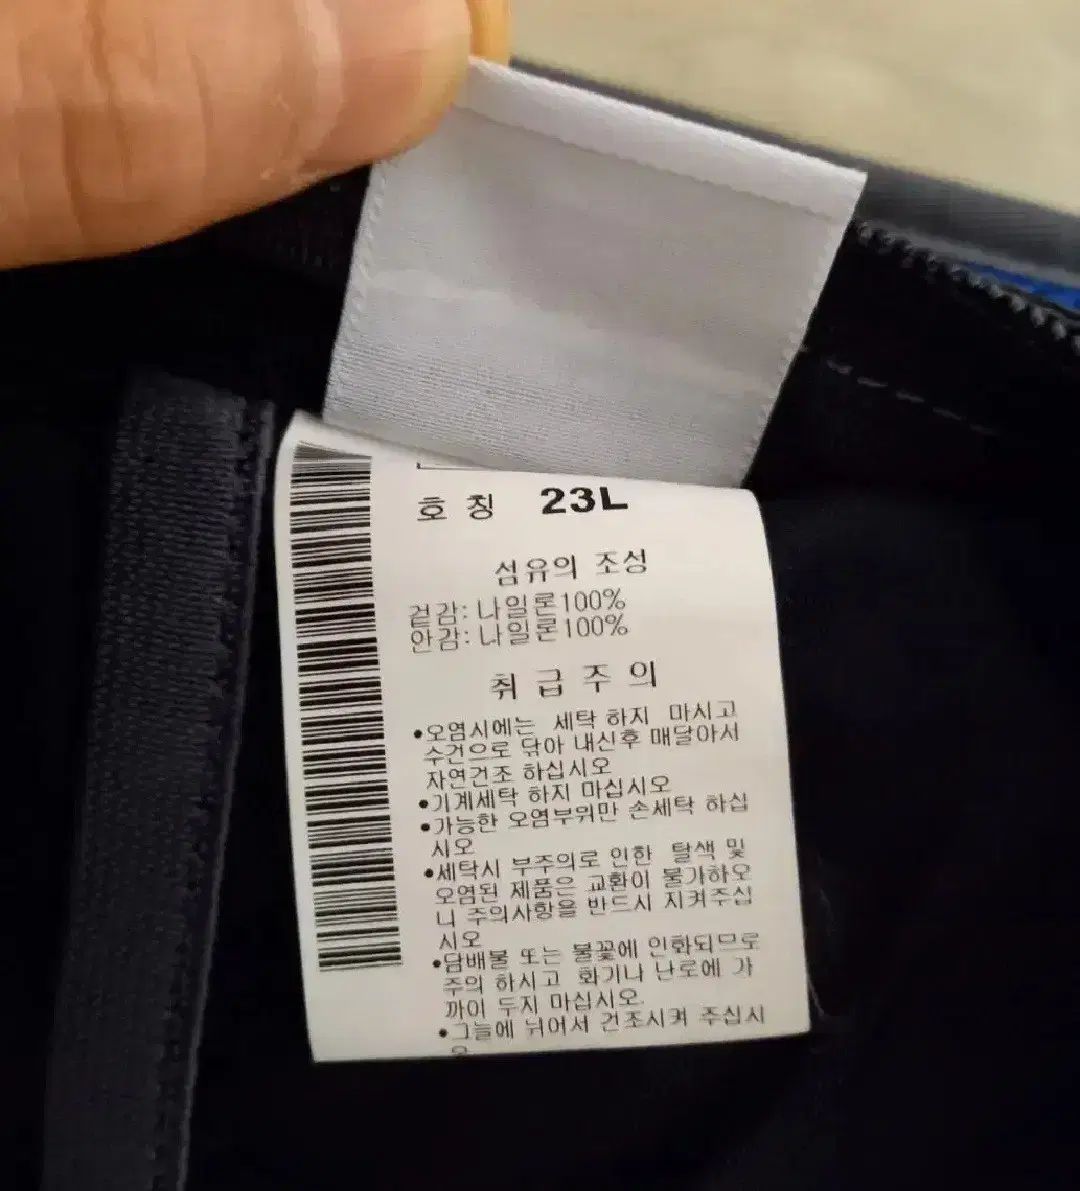 호 칭 23L
섬유의 조성
겉감: 나일론100%
안감: 나일론100%
취 급 주 의
•오염시에는 세탁 하지 마시고
수건으로 닦아 내신후 매달아서
자연건조 하십시오
•기계세탁 하지 마십시오
•가능한 오염부위만 손세탁 하십
시오
•세탁시 부주의로 인한 탈색 및
오염된 제품은 교환이 불가하오
니 주의사항을 반드시 지켜주십
시오
•담배불 또는 불꽃에 인화되므로
주의 하시고 화기나 난로에 가
까이 두지 마십시오.
•그늘에 뉘어서 건조시켜 주십시
오